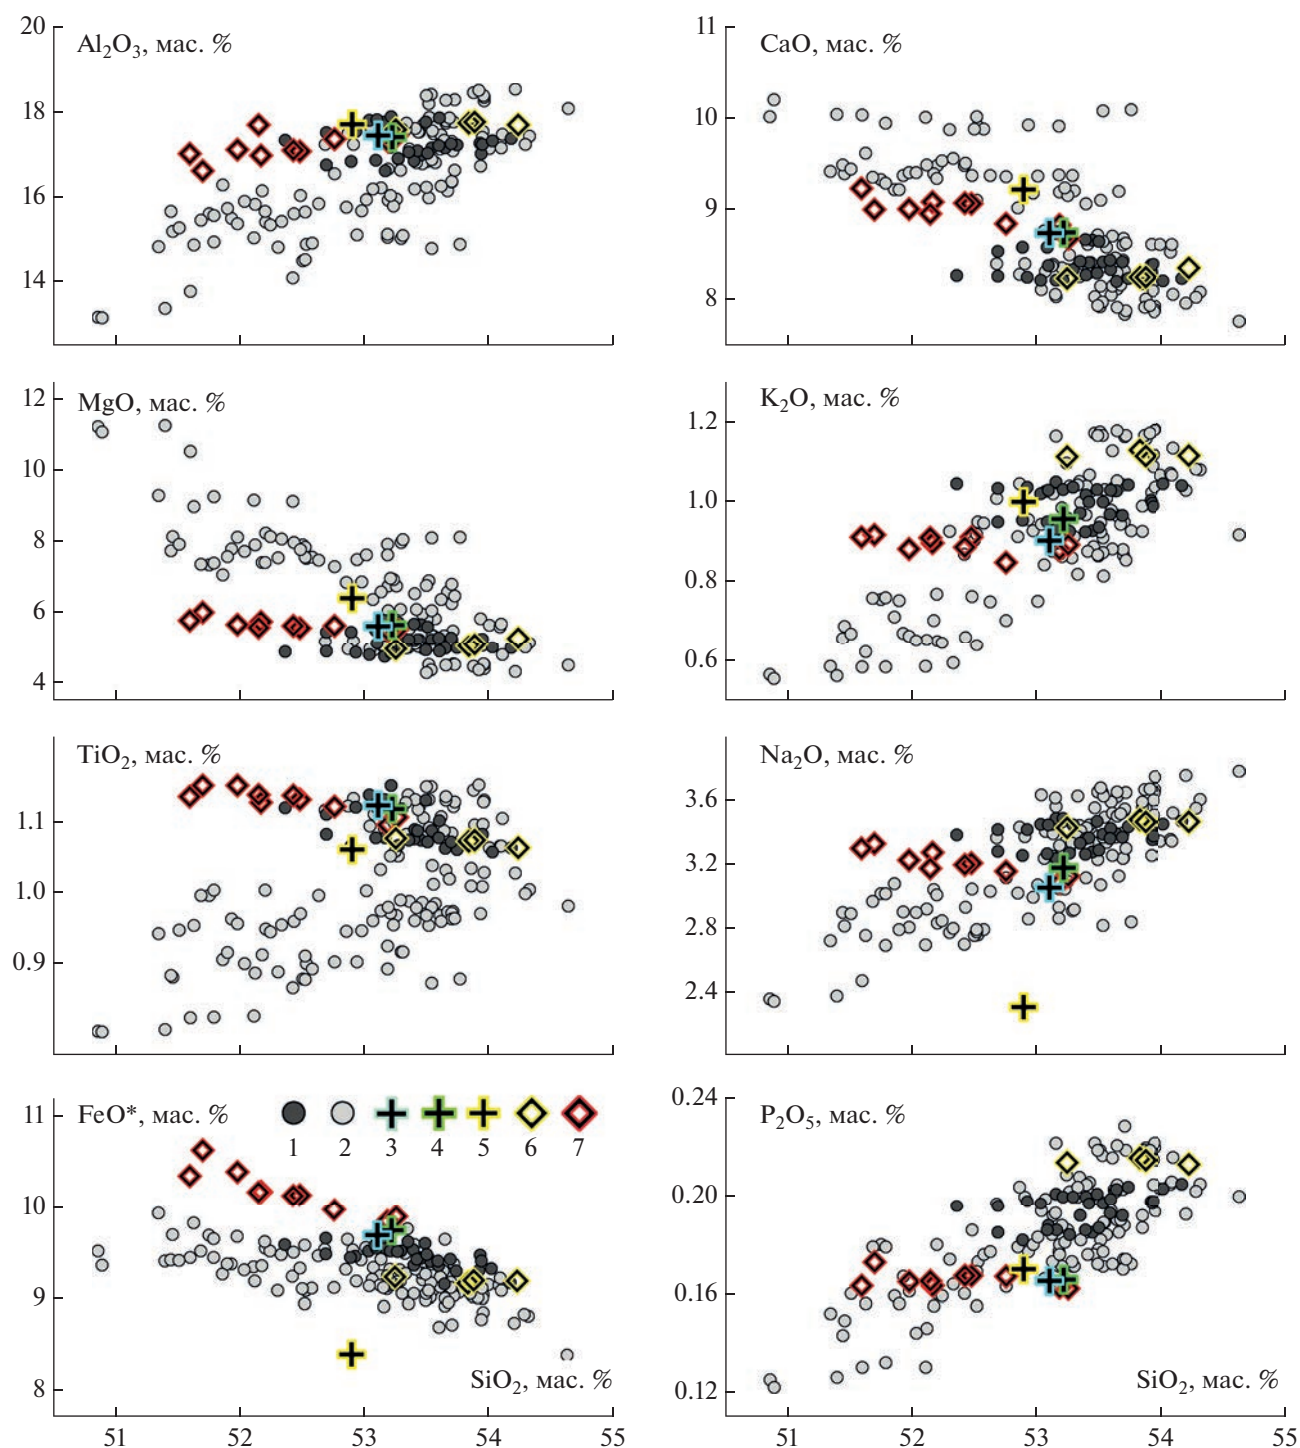 Al₂O₃, мас. %
20
18
16
14
CaO, мас. %
11
10
9
8
MgO, мас. %
12
10
8
6
4
K₂O, мас. %
1.2
1.0
0.8
0.6
TiO₂, мас. %
1.1
1.0
0.9
Na₂O, мас. %
3.6
3.2
2.8
2.4
FeO*, мас. %
11
10
9
8
1 2 3 4 5 6 7
SiO₂, мас. %
51 52 53 54 55
P₂O₅, мас. %
0.24
0.20
0.16
0.12
SiO₂, мас. %
51 52 53 54 55